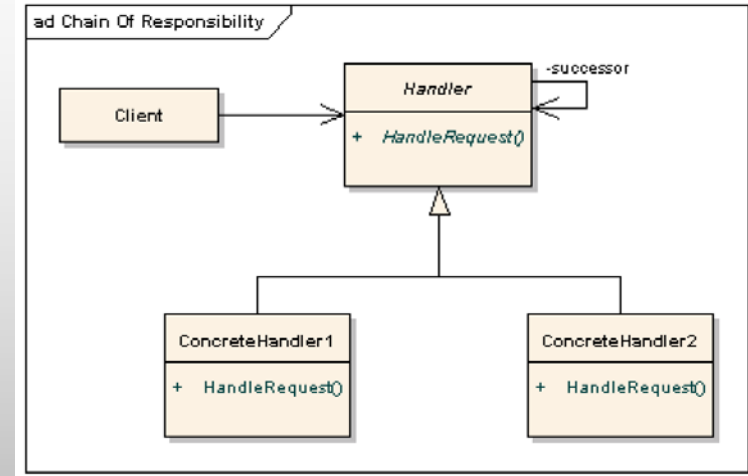 ad Chain Of Responsibility
-successor
Handler
Client
+ HandleRequest()
ConcreteHandler1
ConcreteHandler2
+ HandleRequest()
+ HandleRequest()